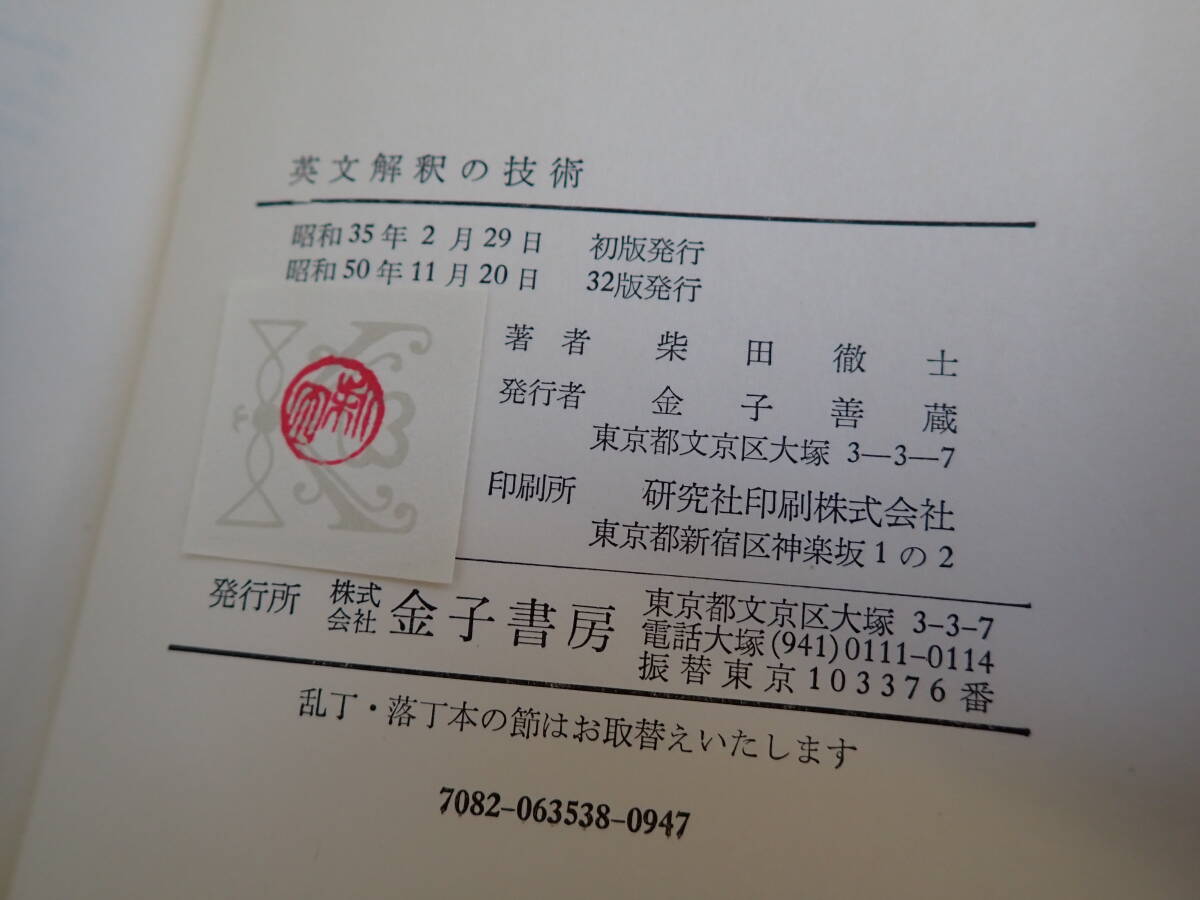 英文解釈の技術
昭和35年2月29日 初版発行
昭和50年11月20日 32版発行
著者 柴田徹士
発行者 金子善蔵
東京都文京区大塚 3—3—7
印刷所 研究社印刷株式会社
東京都新宿区神楽坂1の2
発行所 株式会社 金子書房
東京都文京区大塚 3-3-7
電話大塚(941)0111-0114
振替東京103376番
乱丁・落丁本の節はお取替えいたします
7082-063538-0947